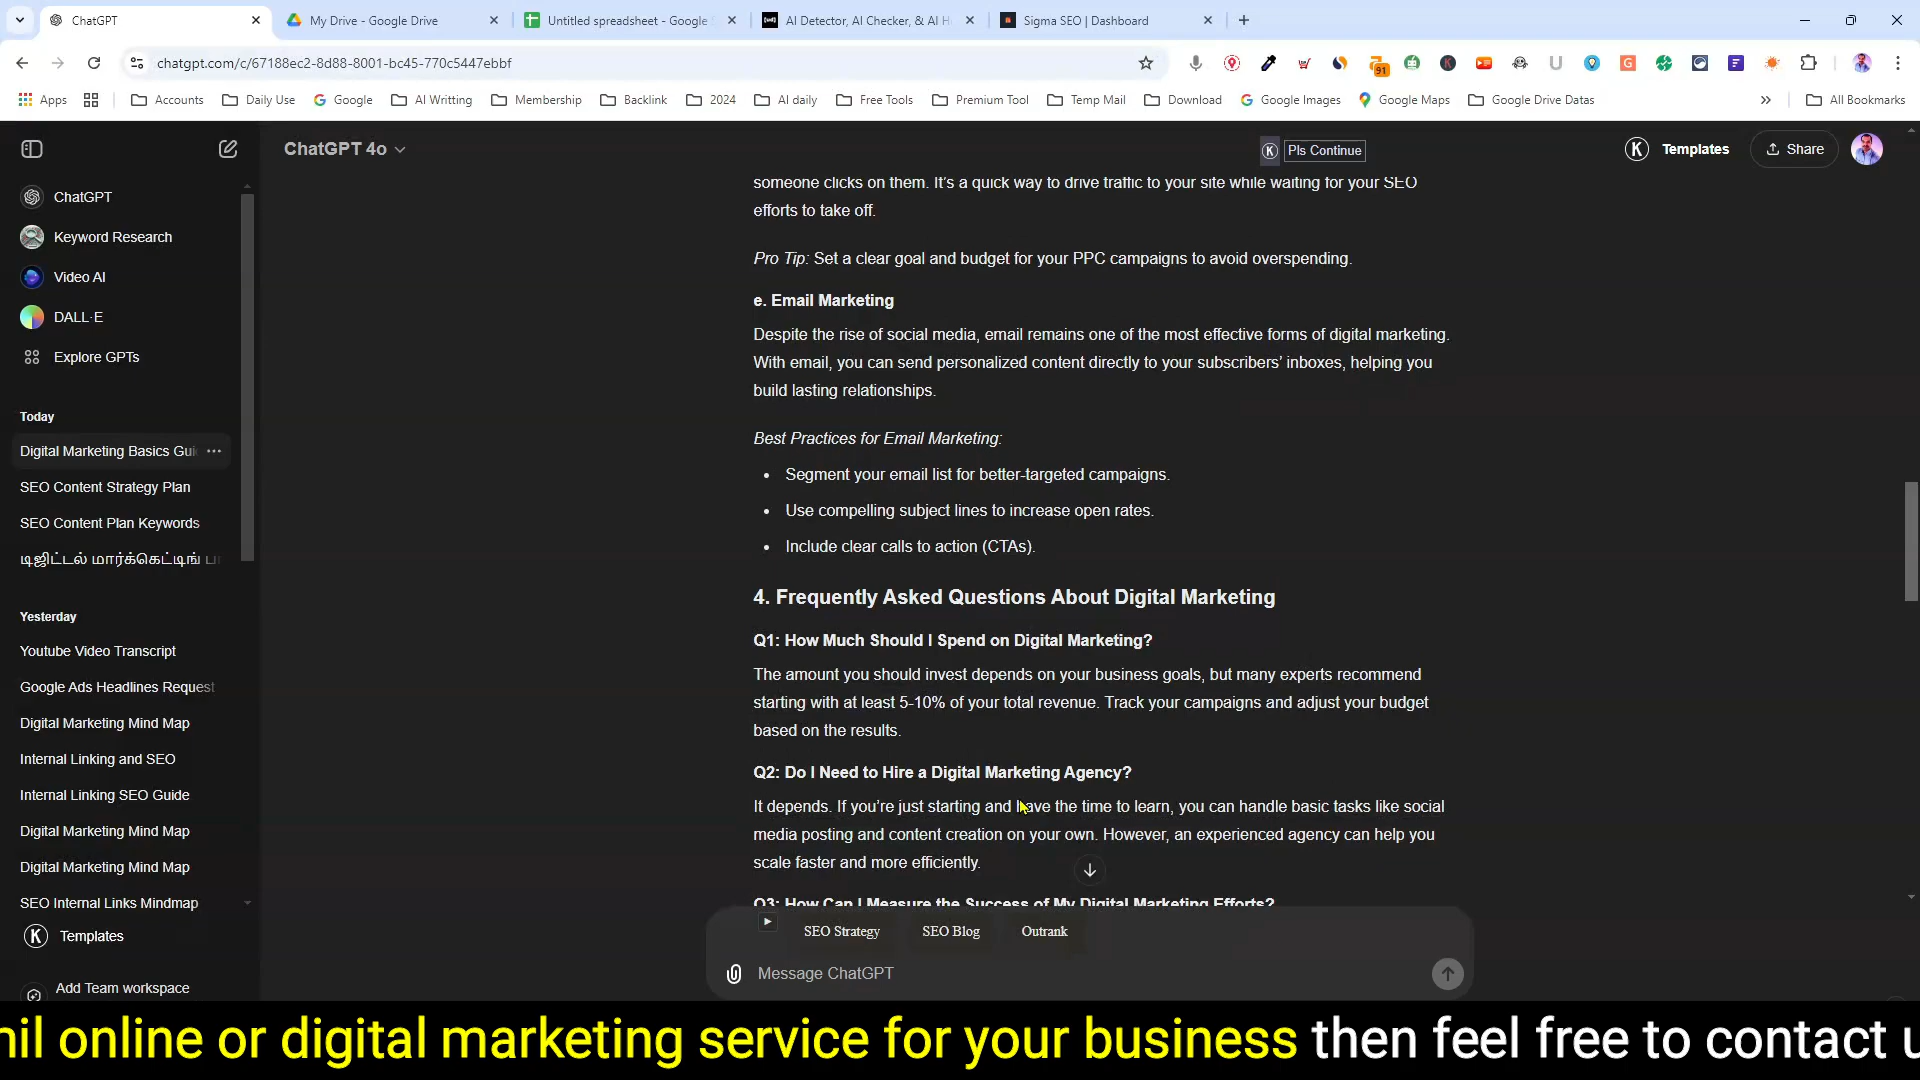 ChatGPT
My Drive - Google Drive
Untitled spreadsheet - Google S
AI Detector, AI Checker, & AI H
Sigma SEO | Dashboard
chatgpt.com/c/67188ec2-8d88-8001-bc45-770c5447ebbf
91
Apps
Accounts
Daily Use
Google
AI Writting
Membership
Backlink
2024
AI daily
Free Tools
Premium Tool
Temp Mail
Download
Google Images
Google Maps
Google Drive Datas
All Bookmarks
ChatGPT 4o
Pls Continue
Templates
Share
ChatGPT
Keyword Research
Video AI
DALL·E
Explore GPTs
Today
Digital Marketing Basics Gui
SEO Content Strategy Plan
SEO Content Plan Keywords
டிஜிட்டல் மார்க்கெட்டிங் ப
Yesterday
Youtube Video Transcript
Google Ads Headlines Request
Digital Marketing Mind Map
Internal Linking and SEO
Internal Linking SEO Guide
Digital Marketing Mind Map
Digital Marketing Mind Map
SEO Internal Links Mindmap
Templates
Add Team workspace
someone clicks on them. It's a quick way to drive traffic to your site while waiting for your SEO
efforts to take off.
Pro Tip: Set a clear goal and budget for your PPC campaigns to avoid overspending.
e. Email Marketing
Despite the rise of social media, email remains one of the most effective forms of digital marketing.
With email, you can send personalized content directly to your subscribers' inboxes, helping you
build lasting relationships.
Best Practices for Email Marketing:
• Segment your email list for better-targeted campaigns.
• Use compelling subject lines to increase open rates.
• Include clear calls to action (CTAs).
4. Frequently Asked Questions About Digital Marketing
Q1: How Much Should I Spend on Digital Marketing?
The amount you should invest depends on your business goals, but many experts recommend
starting with at least 5-10% of your total revenue. Track your campaigns and adjust your budget
based on the results.
Q2: Do I Need to Hire a Digital Marketing Agency?
It depends. If you're just starting and have the time to learn, you can handle basic tasks like social
media posting and content creation on your own. However, an experienced agency can help you
scale faster and more efficiently.
Q3: How Can I Measure the Success of My Digital Marketing Efforts?
SEO Strategy
SEO Blog
Outrank
Message ChatGPT
nil online or digital marketing service for your business then feel free to contact u